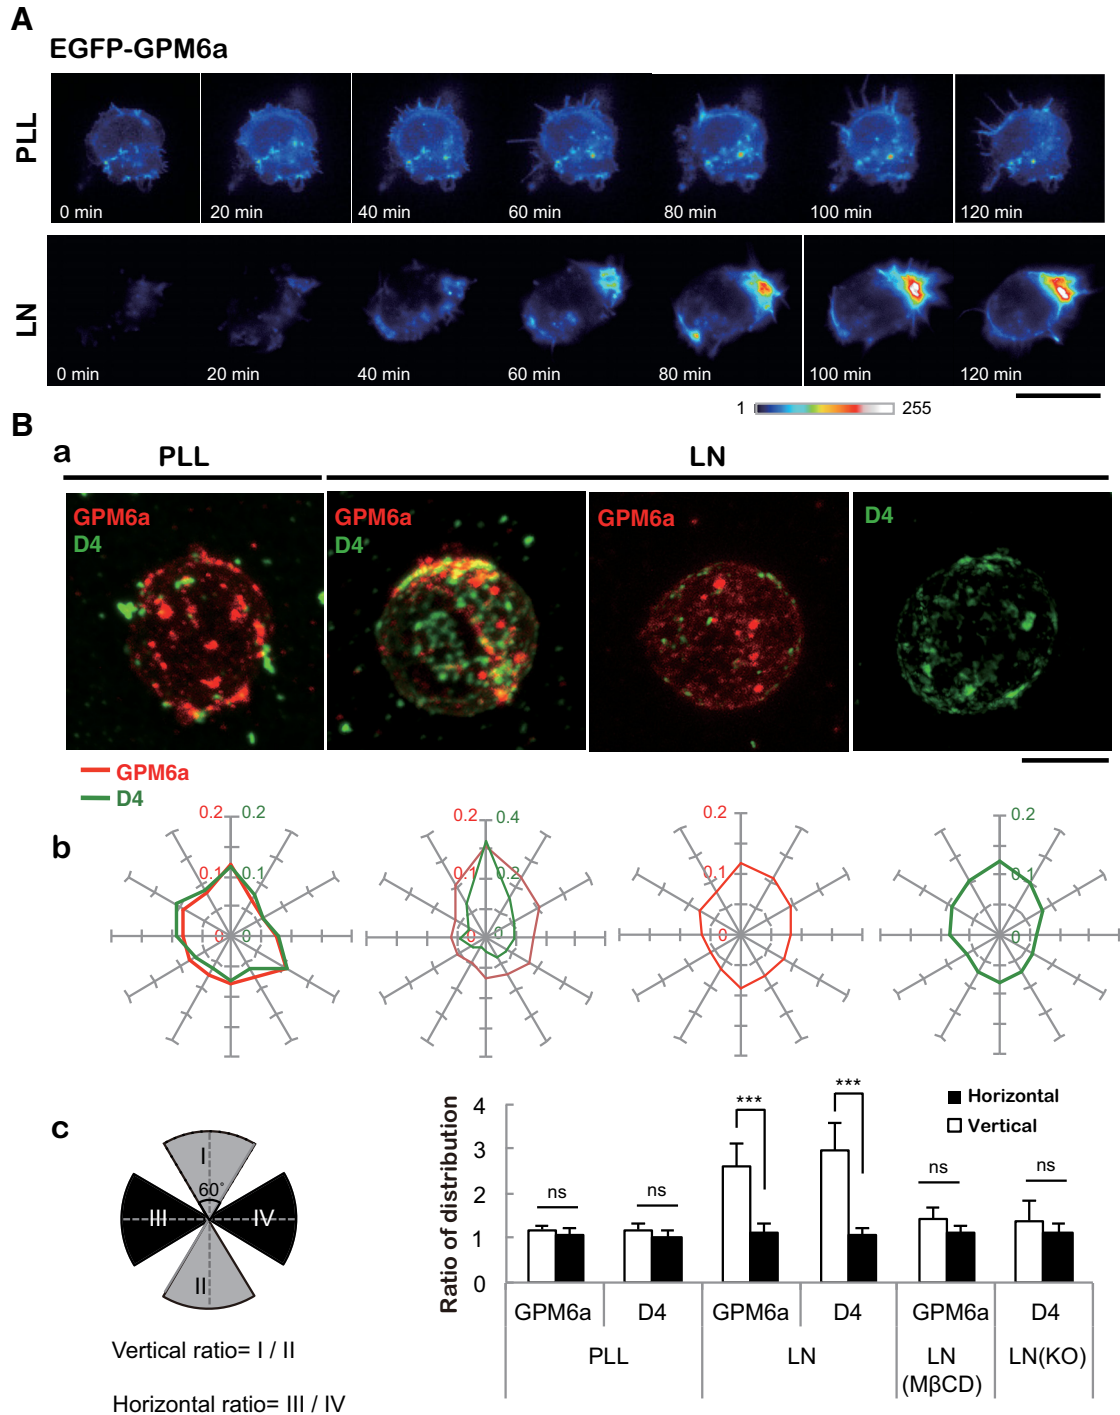 A
EGFP-GPM6a
PLL
0 min
20 min
40 min
60 min
80 min
100 min
120 min
LN
0 min
20 min
40 min
60 min
80 min
100 min
120 min
1
255
B
a
PLL
LN
GPM6a
D4
GPM6a
D4
GPM6a
D4
GPM6a
D4
b
0.2
0.2
0.1
0.1
0
0
0.2
0.4
0.1
0.2
0
0
0.2
0.1
0
0.2
0.1
0
c
I
60°
III
IV
II
Vertical ratio= I / II
Horizontal ratio= III / IV
Ratio of distribution
4
3
2
1
0
ns
ns
***
***
ns
ns
Horizontal
Vertical
GPM6a
D4
GPM6a
D4
GPM6a
D4
PLL
LN
LN
(MβCD)
LN(KO)